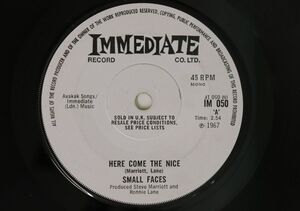 IMMEDIATE
RECORD CO. LTD.
45 RPM
Mono
Avakak Songs/
Immediate
(Ldn.) Music
SOLD IN U.K. SUBJECT TO
RESALE PRICE CONDITIONS,
SEE PRICE LISTS
IM 050
'A'
Time: 2.54
℗ 1967
HERE COME THE NICE
(Marriott, Lane)
SMALL FACES
Produced Steve Marriott and
Ronnie Lane